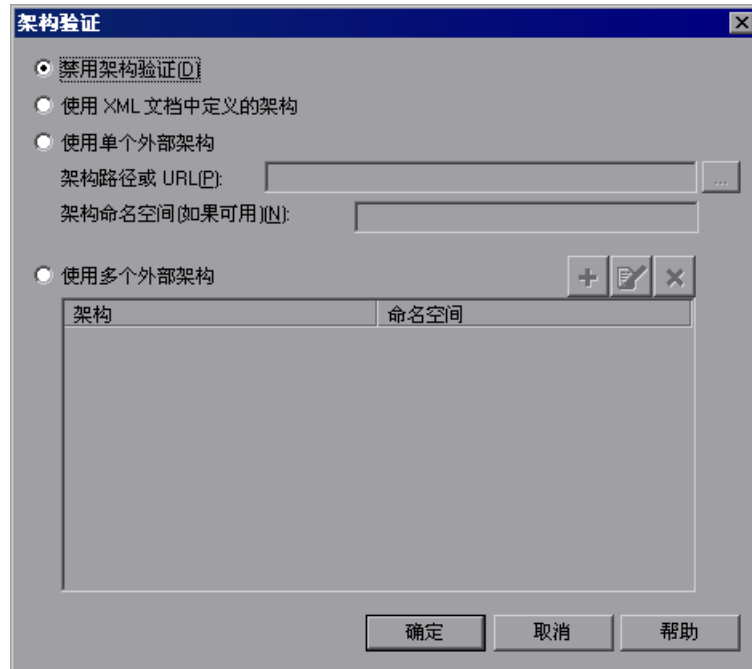 架构验证
禁用架构验证(D)
使用 XML 文档中定义的架构
使用单个外部架构
架构路径或 URL(P):
...
架构命名空间(如果可用)(N):
使用多个外部架构
架构 命名空间
确定 取消 帮助